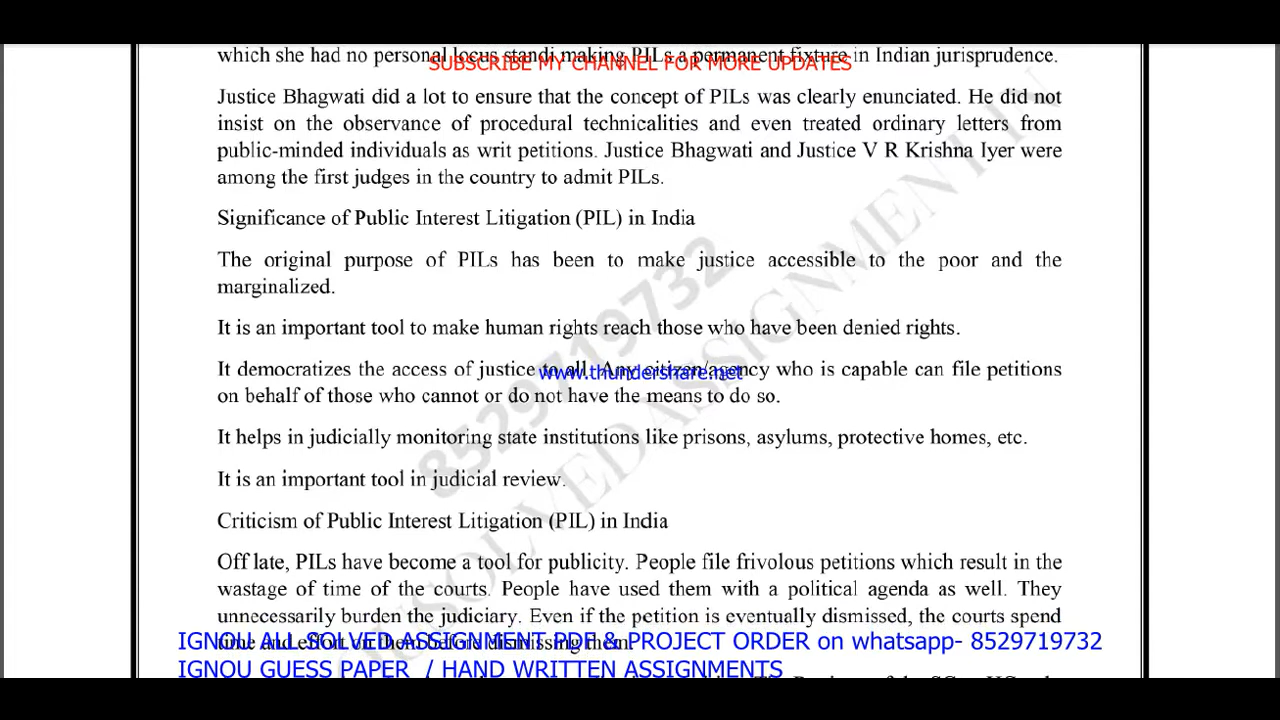 which she had no personal locus standi making PILs a permanent fixture in Indian jurisprudence.
SUBSCRIBE MY CHANNEL FOR MORE UPDATES
Justice Bhagwati did a lot to ensure that the concept of PILs was clearly enunciated. He did not
insist on the observance of procedural technicalities and even treated ordinary letters from
public-minded individuals as writ petitions. Justice Bhagwati and Justice V R Krishna Iyer were
among the first judges in the country to admit PILs.
Significance of Public Interest Litigation (PIL) in India
The original purpose of PILs has been to make justice accessible to the poor and the
marginalized.
It is an important tool to make human rights reach those who have been denied rights.
It democratizes the access of justice to all. Any citizen/agency who is capable can file petitions
www.thundershare.net
on behalf of those who cannot or do not have the means to do so.
It helps in judicially monitoring state institutions like prisons, asylums, protective homes, etc.
It is an important tool in judicial review.
Criticism of Public Interest Litigation (PIL) in India
Off late, PILs have become a tool for publicity. People file frivolous petitions which result in the
wastage of time of the courts. People have used them with a political agenda as well. They
unnecessarily burden the judiciary. Even if the petition is eventually dismissed, the courts spend
time and effort on them before dismissing them.
IGNOU ALL SOLVED ASSIGNMENT PDF & PROJECT ORDER on whatsapp- 8529719732
IGNOU GUESS PAPER / HAND WRITTEN ASSIGNMENTS
8529719732
SOLVEDASSIGNMENT.IN